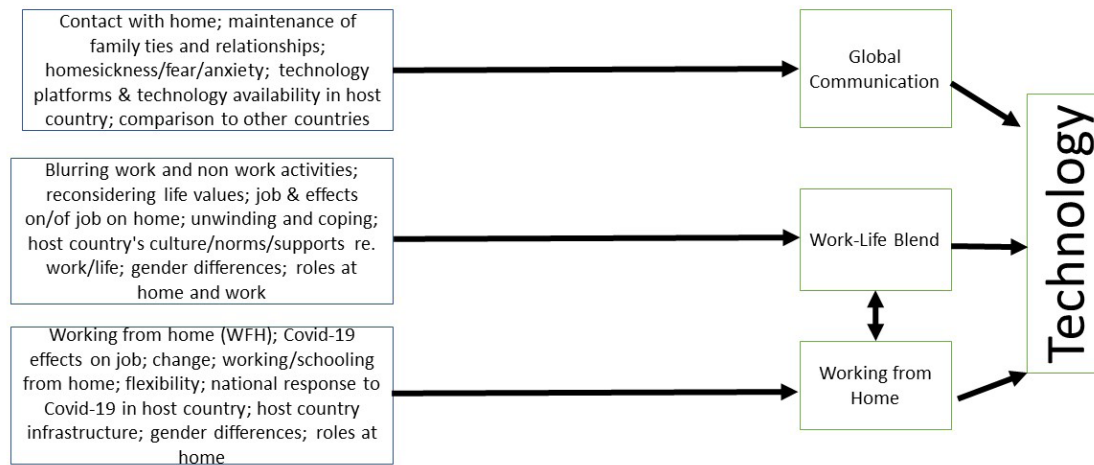 Contact with home; maintenance of
family ties and relationships;
homesickness/fear/anxiety; technology
platforms & technology availability in host
country; comparison to other countries
Global
Communication
Blurring work and non work activities;
reconsidering life values; job & effects
on/of job on home; unwinding and coping;
host country's culture/norms/supports re.
work/life; gender differences; roles at
home and work
Work-Life Blend
Working from home (WFH); Covid-19
effects on job; change; working/schooling
from home; flexibility; national response to
Covid-19 in host country; host country
infrastructure; gender differences; roles at
home
Working from
Home
Technology